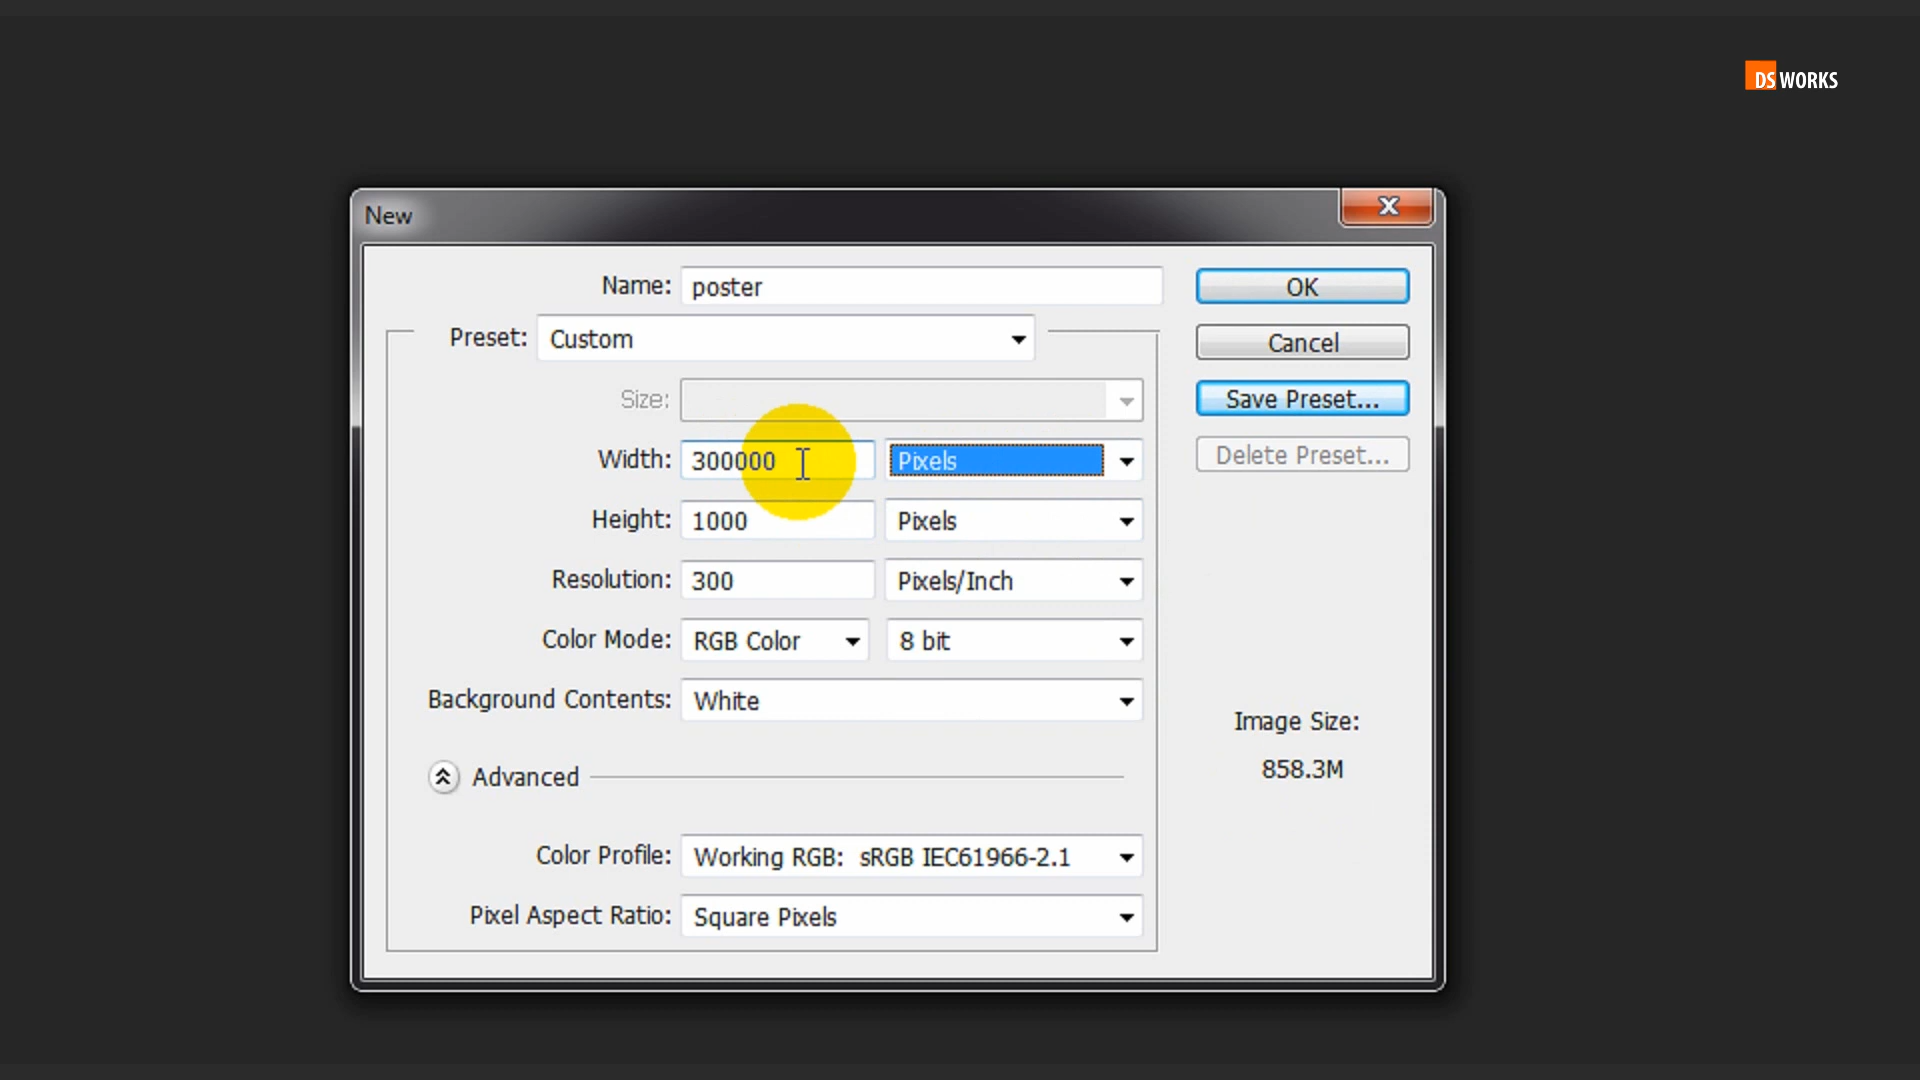 DS WORKS
New
Name: poster
OK
Preset: Custom
Cancel
Size:
Save Preset...
Width: 300000 Pixels
Delete Preset...
Height: 1000 Pixels
Resolution: 300 Pixels/Inch
Color Mode: RGB Color 8 bit
Background Contents: White
Image Size:
858.3M
Advanced
Color Profile: Working RGB: sRGB IEC61966-2.1
Pixel Aspect Ratio: Square Pixels